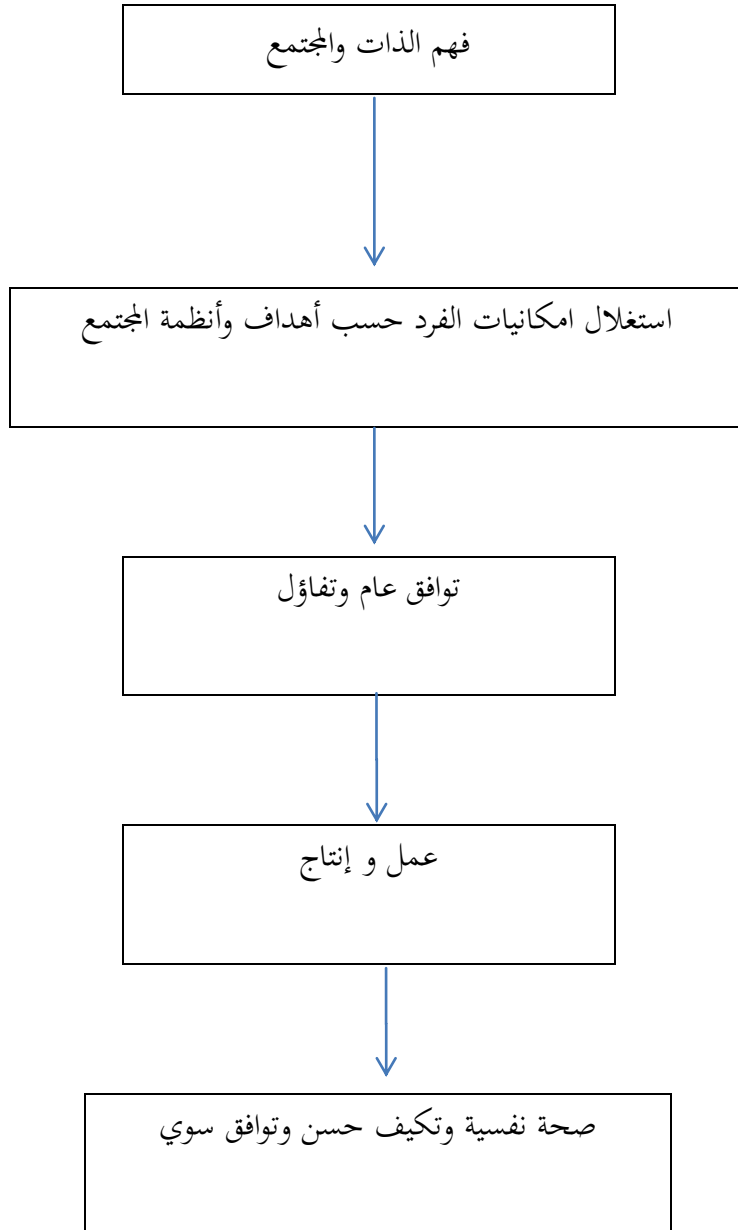 فهم الذات والمجتمع
استغلال امكانيات الفرد حسب أهداف وأنظمة المجتمع
توافق عام وتفاؤل
عمل و إنتاج
صحة نفسية وتكيف حسن وتوافق سوي